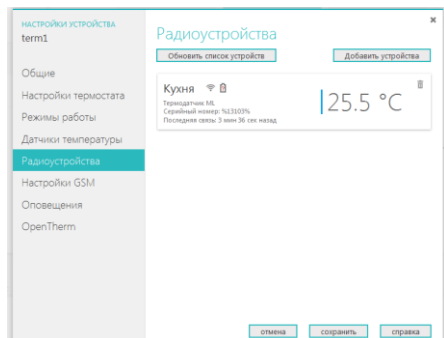 НАСТРОЙКИ УСТРОЙСТВА
term1
Общие
Настройки термостата
Режимы работы
Датчики температуры
Радиоустройства
Настройки GSM
Оповещения
OpenTherm
Радиоустройства
Обновить список устройств
Добавить устройства
Кухня
Термодатчик ML
Серийный номер: %13103%
Последняя связь: 3 мин 36 сек назад
25.5 °C
отмена
сохранить
справка